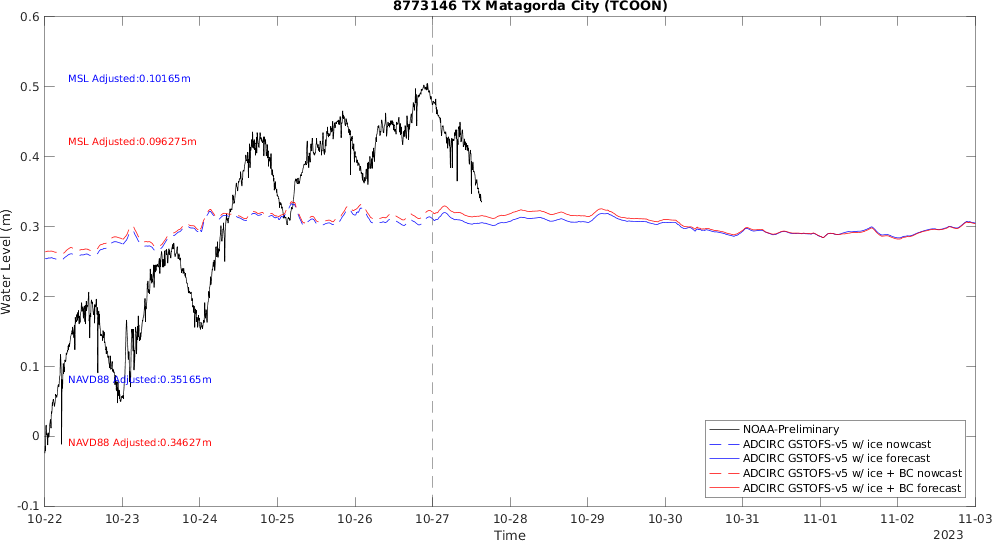 8773146 TX Matagorda City (TCOON)
0.6
0.5
0.4
0.3
0.2
0.1
0
-0.1
Water Level (m)
MSL Adjusted:0.10165m
MSL Adjusted:0.096275m
NAVD88 Adjusted:0.35165m
NAVD88 Adjusted:0.34627m
NOAA-Preliminary
ADCIRC GSTOFS-v5 w/ ice nowcast
ADCIRC GSTOFS-v5 w/ ice forecast
ADCIRC GSTOFS-v5 w/ ice + BC nowcast
ADCIRC GSTOFS-v5 w/ ice + BC forecast
10-22 10-23 10-24 10-25 10-26 10-27 10-28 10-29 10-30 10-31 11-01 11-02 11-03
Time
2023